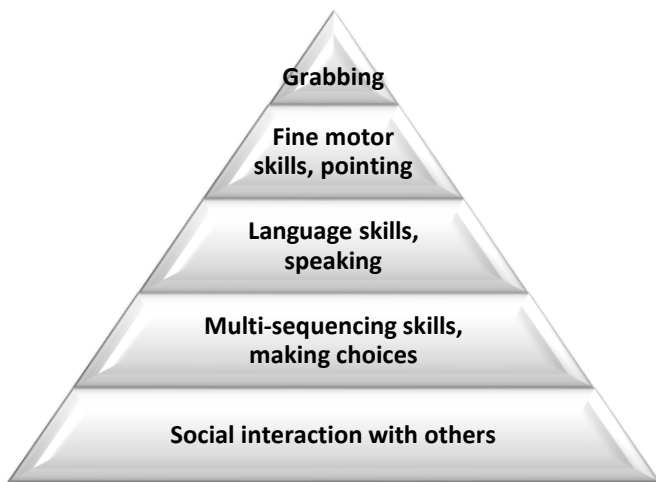 Grabbing
Fine motor
skills, pointing
Language skills,
speaking
Multi-sequencing skills,
making choices
Social interaction with others